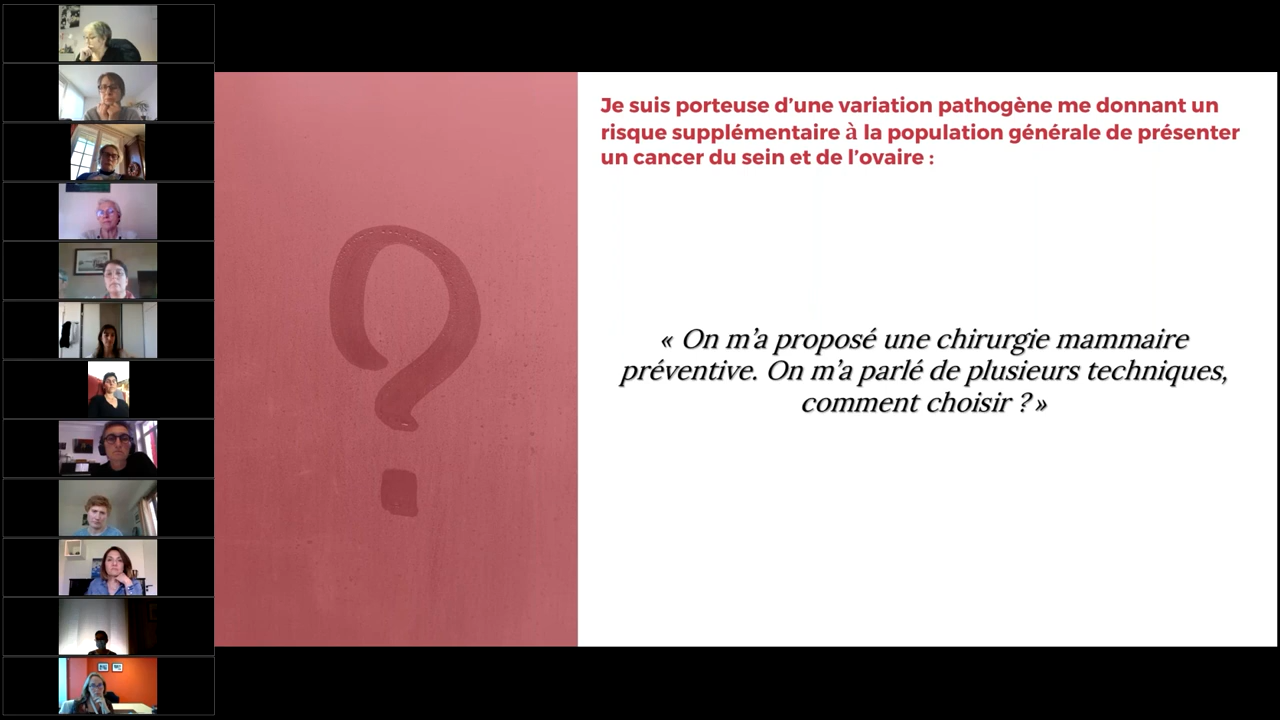 Je suis porteuse d’une variation pathogène me donnant un
risque supplémentaire à la population générale de présenter
un cancer du sein et de l’ovaire :
« On m’a proposé une chirurgie mammaire
préventive. On m’a parlé de plusieurs techniques,
comment choisir ? »